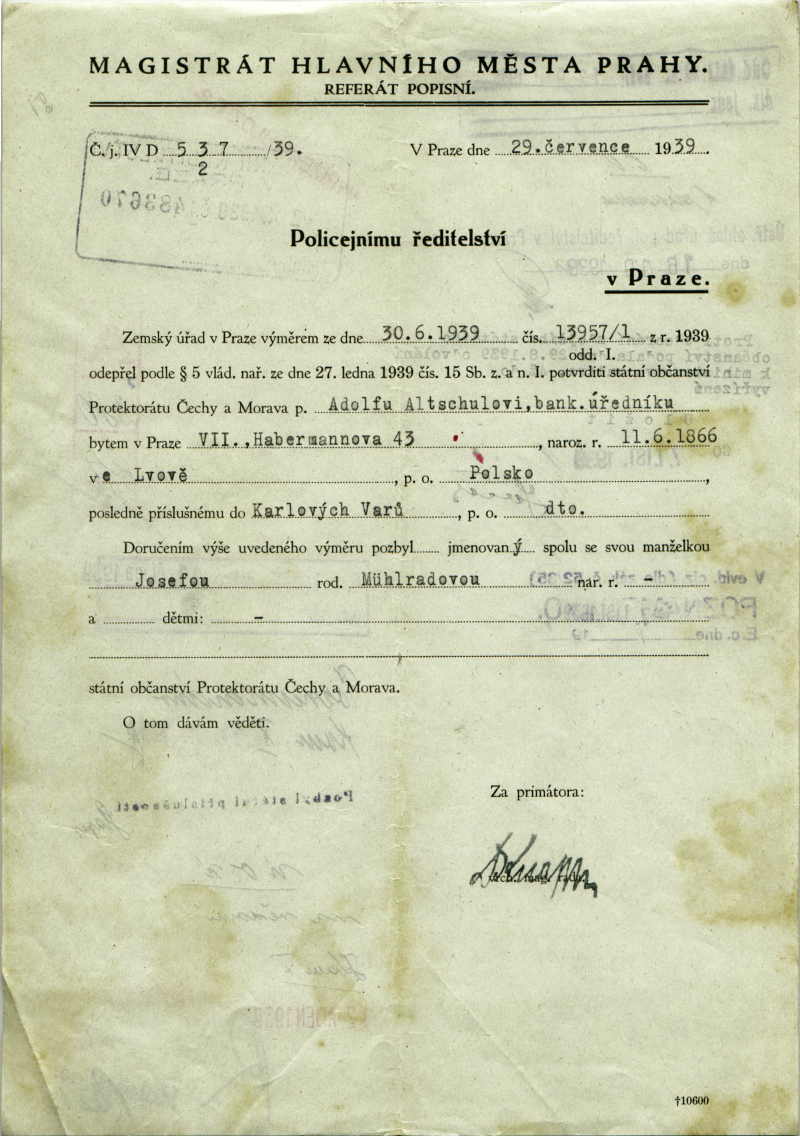 MAGISTRÁT HLAVNÍHO MĚSTA PRAHY.
REFERÁT POPISNÍ.
Č. j. IV D 5 3 7 /39.
2
V Praze dne 29.července 1939.
483670
Policejnímu ředitelství
v Praze.
Zemský úřad v Praze výměrem ze dne 30.6.1939 čís. 13957/1 z r. 1939
odd. I.
odepřel podle § 5 vlád. nař. ze dne 27. ledna 1939 čís. 15 Sb. z. a n. I. potvrditi státní občanství
Protektorátu Čechy a Morava p. Adolfu Altschulovi,bank.úředníku
bytem v Praze VII.,Habermannova 43 , naroz. r. 11.6.1866
v e Lvově , p. o. Polsko ,
posledně příslušnému do Karlových Varů , p. o. dto.
Doručením výše uvedeného výměru pozbyl jmenovan ý spolu se svou manželkou
Josefou rod. Mühlradovou nar. r. –
a dětmi: –
státní občanství Protektorátu Čechy a Morava.
O tom dávám věděti.
Pozbyl státní příslušnosti
Za primátora:
†10600